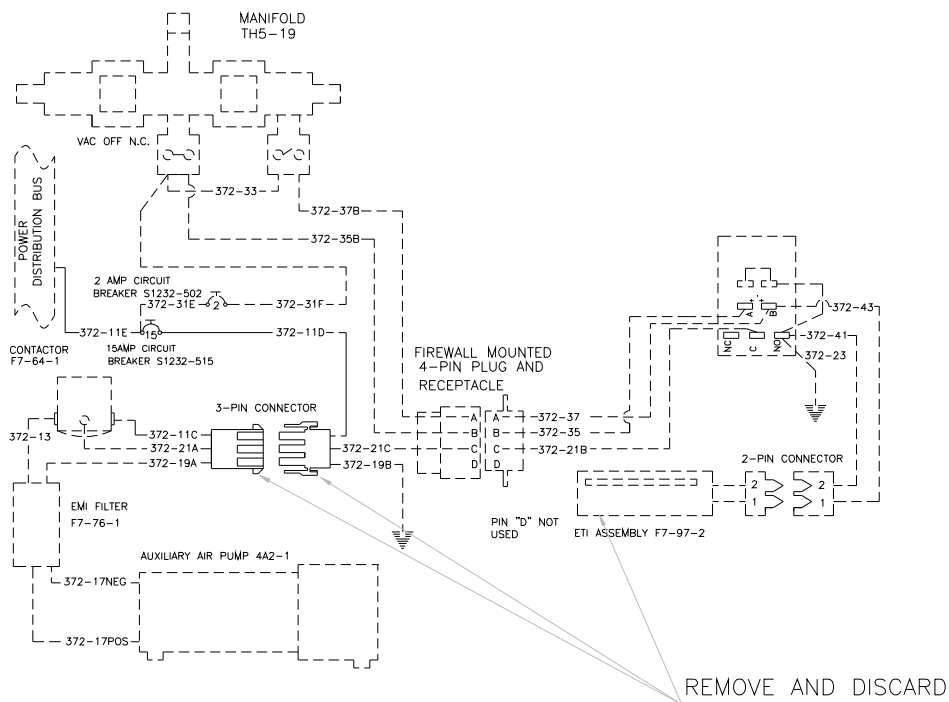 MANIFOLD
TH5-19
VAC OFF N.C.
POWER
DISTRIBUTION BUS
372-33
372-37B
372-35B
2 AMP CIRCUIT
BREAKER S1232-502
372-31E
2
372-31F
372-11E
15
372-11D
15AMP CIRCUIT
BREAKER S1232-515
CONTACTOR
F7-64-1
FIREWALL MOUNTED
4-PIN PLUG AND
RECEPTACLE
A
B
372-43
NC
C
NO
372-41
372-23
3-PIN CONNECTOR
372-13
372-11C
372-21A
372-19A
372-21C
372-19B
A
B
C
D
A
B
C
D
372-37
372-35
372-21B
2-PIN CONNECTOR
2
1
2
1
EMI FILTER
F7-76-1
PIN "D" NOT
USED
ETI ASSEMBLY F7-97-2
AUXILIARY AIR PUMP 4A2-1
372-17NEG
372-17POS
REMOVE AND DISCARD